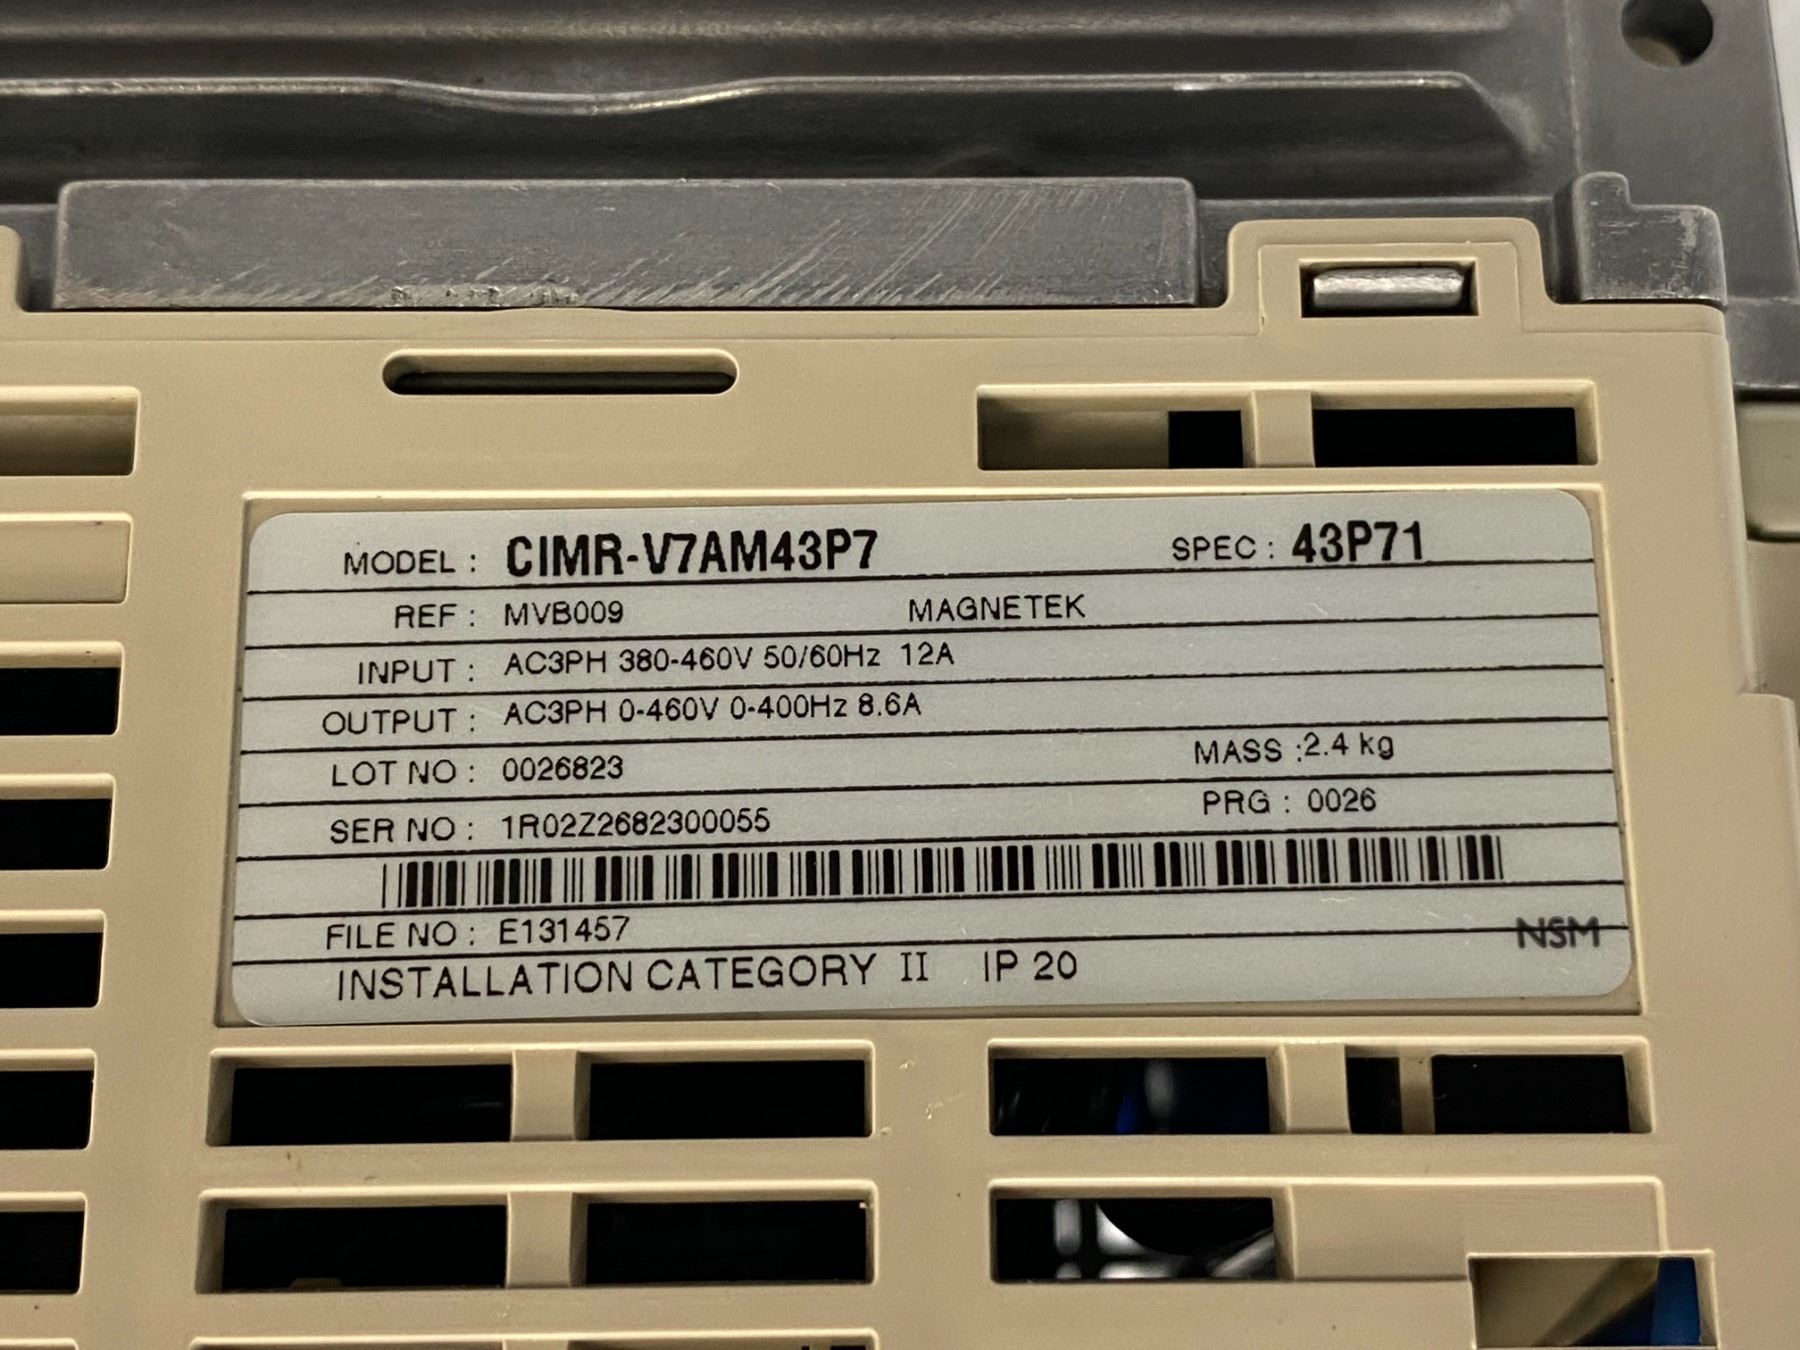 MODEL : CIMR-V7AM43P7 SPEC : 43P71
REF : MVB009 MAGNETEK
INPUT : AC3PH 380-460V 50/60Hz 12A
OUTPUT : AC3PH 0-460V 0-400Hz 8.6A
LOT NO : 0026823 MASS :2.4 kg
SER NO : 1R02Z2682300055 PRG : 0026
FILE NO : E131457 NSM
INSTALLATION CATEGORY II IP 20